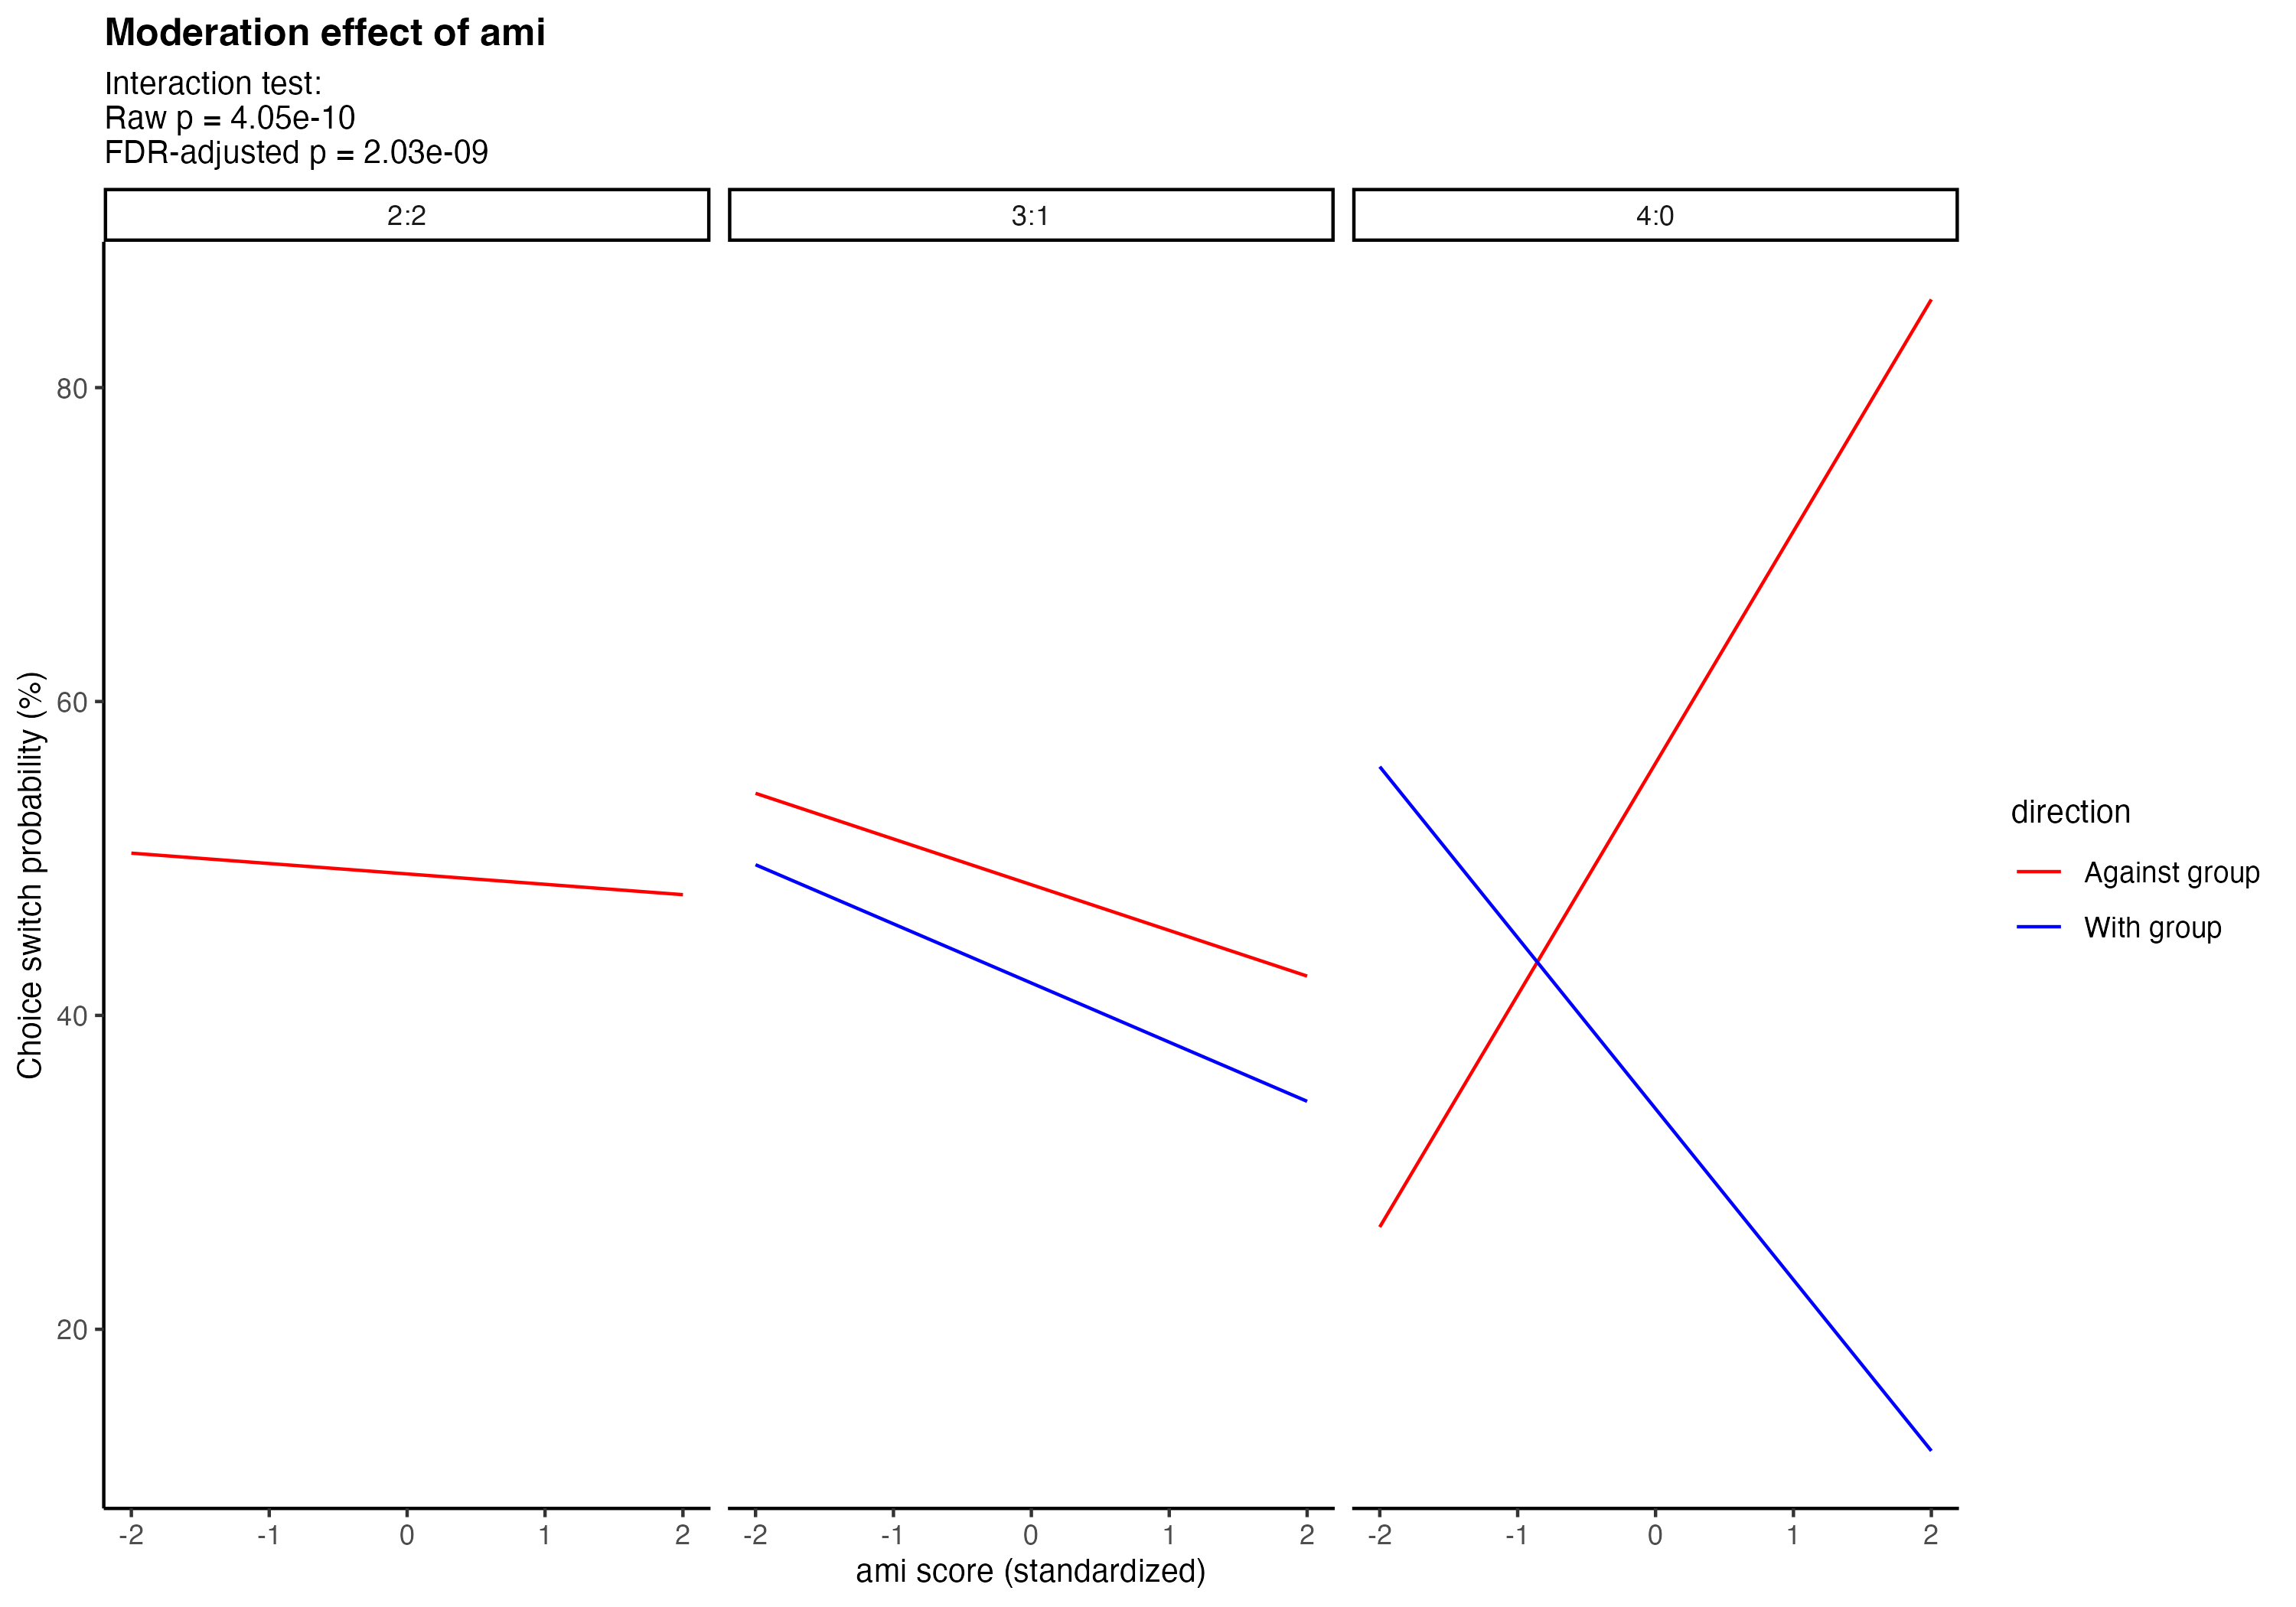 Moderation effect of ami
Interaction test:
Raw p = 4.05e-10
FDR-adjusted p = 2.03e-09
2:2
3:1
4:0
80
60
40
20
Choice switch probability (%)
-2 -1 0 1 2
-2 -1 0 1 2
-2 -1 0 1 2
ami score (standardized)
direction
Against group
With group